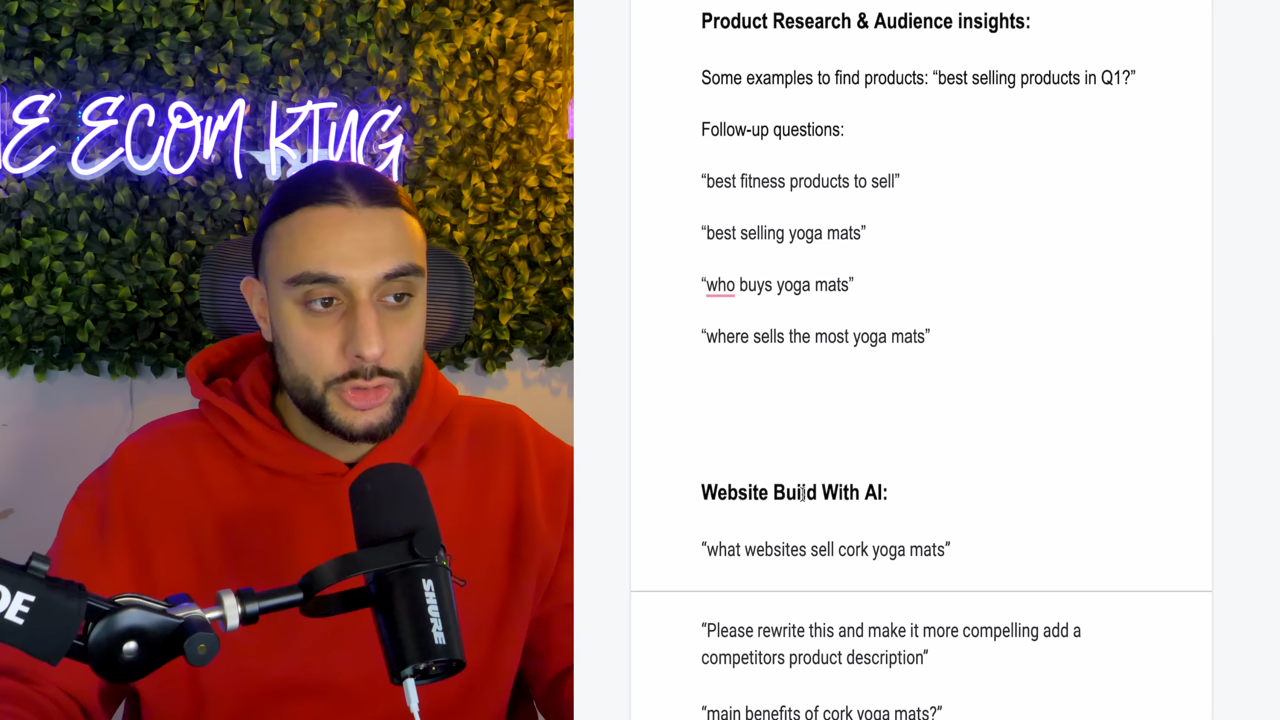 E ECOM KING
Product Research & Audience insights:
Some examples to find products: “best selling products in Q1?”
Follow-up questions:
“best fitness products to sell”
“best selling yoga mats”
“who buys yoga mats”
“where sells the most yoga mats”
Website Build With AI:
“what websites sell cork yoga mats”
“Please rewrite this and make it more compelling add a
competitors product description”
“main benefits of cork yoga mats?”
DE
SHURE